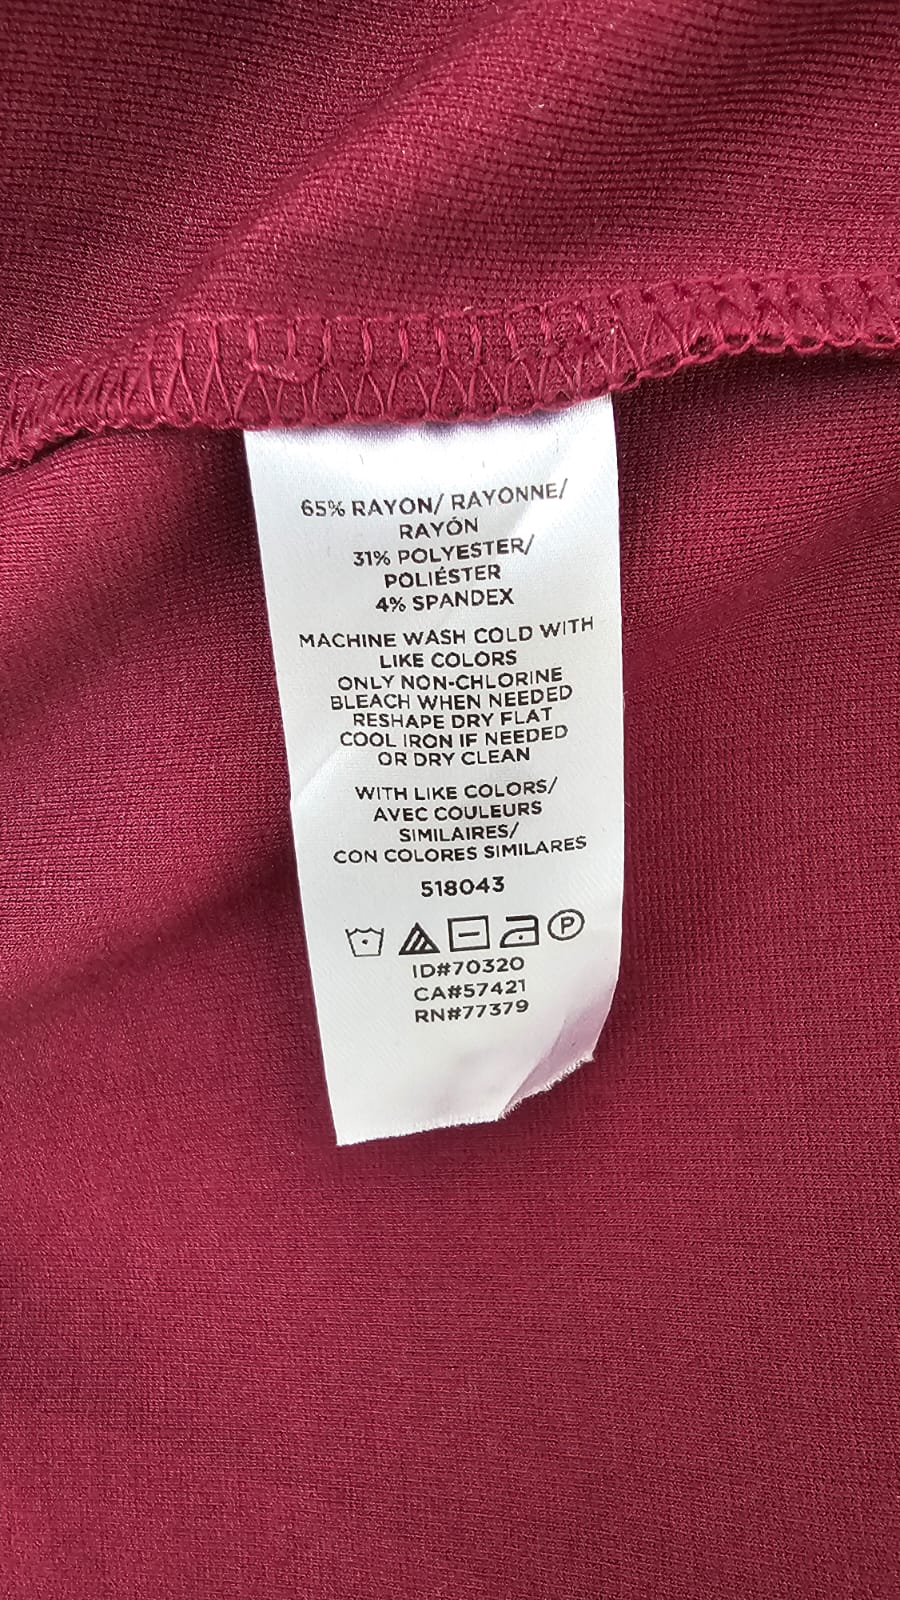 65% RAYON/ RAYONNE/
RAYÓN
31% POLYESTER/
POLIÉSTER
4% SPANDEX
MACHINE WASH COLD WITH
LIKE COLORS
ONLY NON-CHLORINE
BLEACH WHEN NEEDED
RESHAPE DRY FLAT
COOL IRON IF NEEDED
OR DRY CLEAN
WITH LIKE COLORS/
AVEC COULEURS
SIMILAIRES/
CON COLORES SIMILARES
518043
P
ID#70320
CA#57421
RN#77379